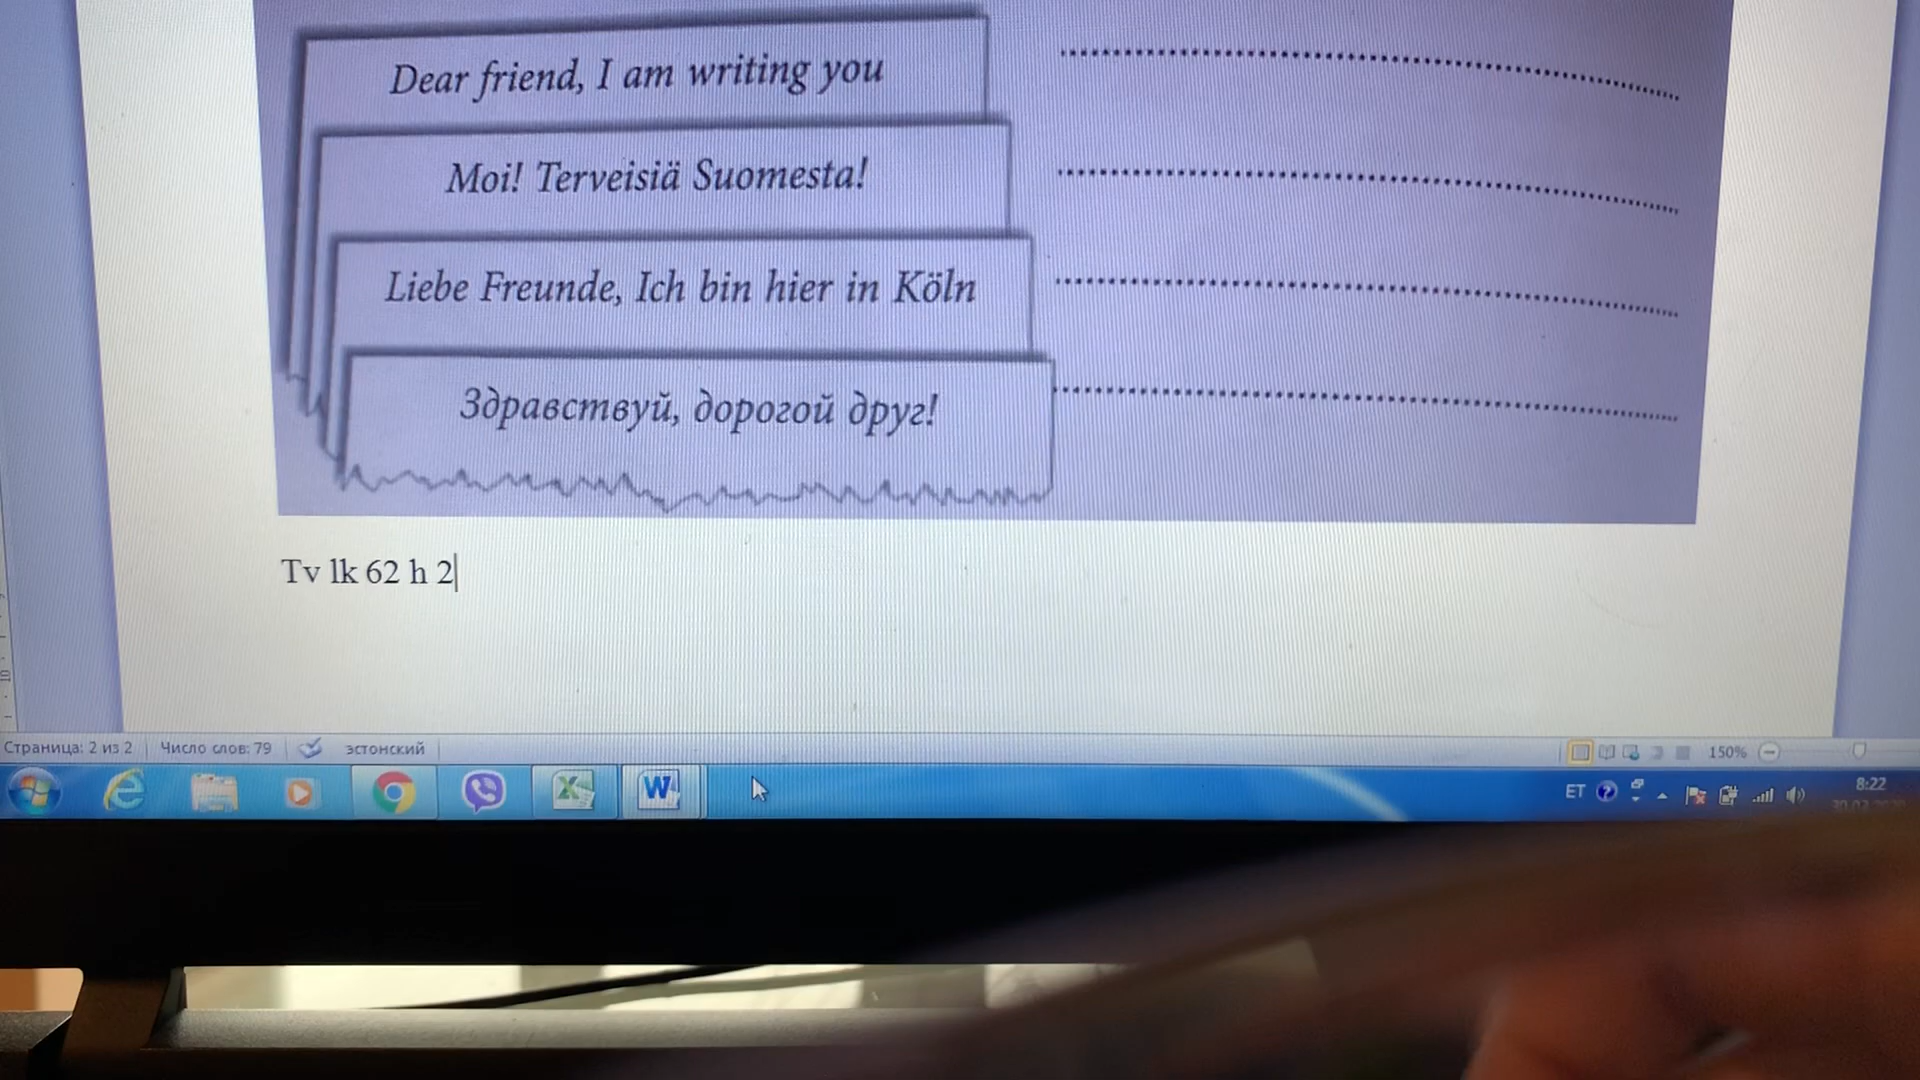 Dear friend, I am writing you
Moi! Terveisiä Suomesta!
Liebe Freunde, Ich bin hier in Köln
Здравствуй, дорогой друг!
Tv lk 62 h 2
Страница: 2 из 2 Число слов: 79 эстонский 150%
ET 8:22